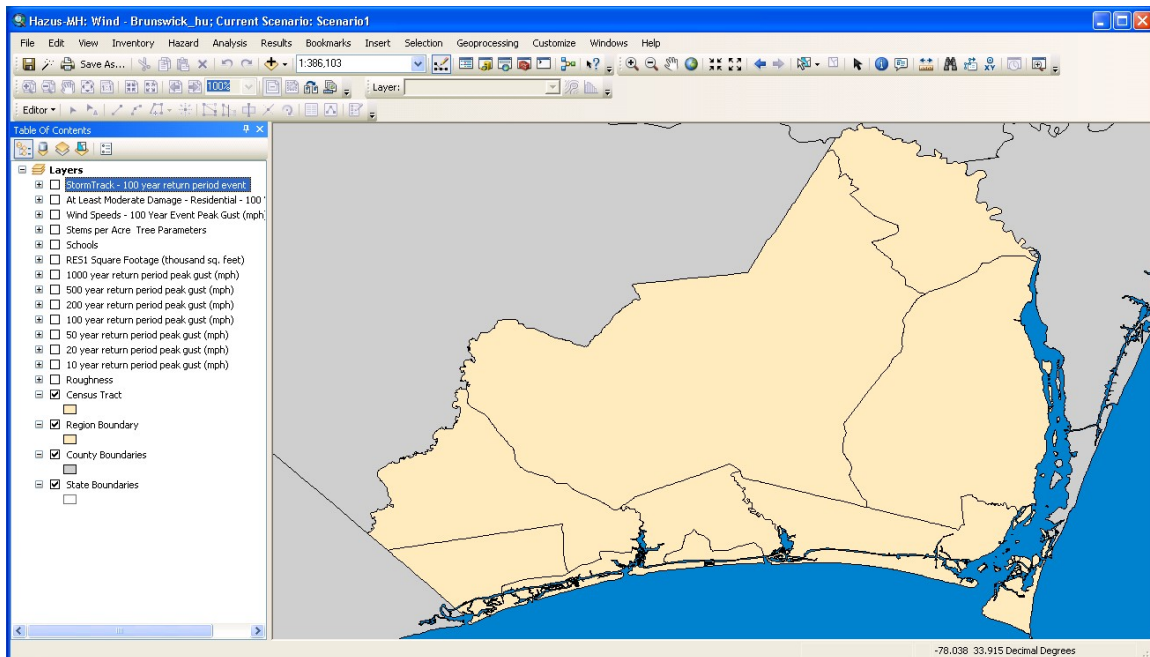 Hazus-MH: Wind - Brunswick_hu; Current Scenario: Scenario1
File Edit View Inventory Hazard Analysis Results Bookmarks Insert Selection Geoprocessing Customize Windows Help
Save As... 1:386,103
100% Layer:
Editor
Table Of Contents
Layers
StormTrack - 100 year return period event
At Least Moderate Damage - Residential - 100 '
Wind Speeds - 100 Year Event Peak Gust (mph)
Stems per Acre Tree Parameters
Schools
RES1 Square Footage (thousand sq. feet)
1000 year return period peak gust (mph)
500 year return period peak gust (mph)
200 year return period peak gust (mph)
100 year return period peak gust (mph)
50 year return period peak gust (mph)
20 year return period peak gust (mph)
10 year return period peak gust (mph)
Roughness
Census Tract
Region Boundary
County Boundaries
State Boundaries
-78.038 33.915 Decimal Degrees